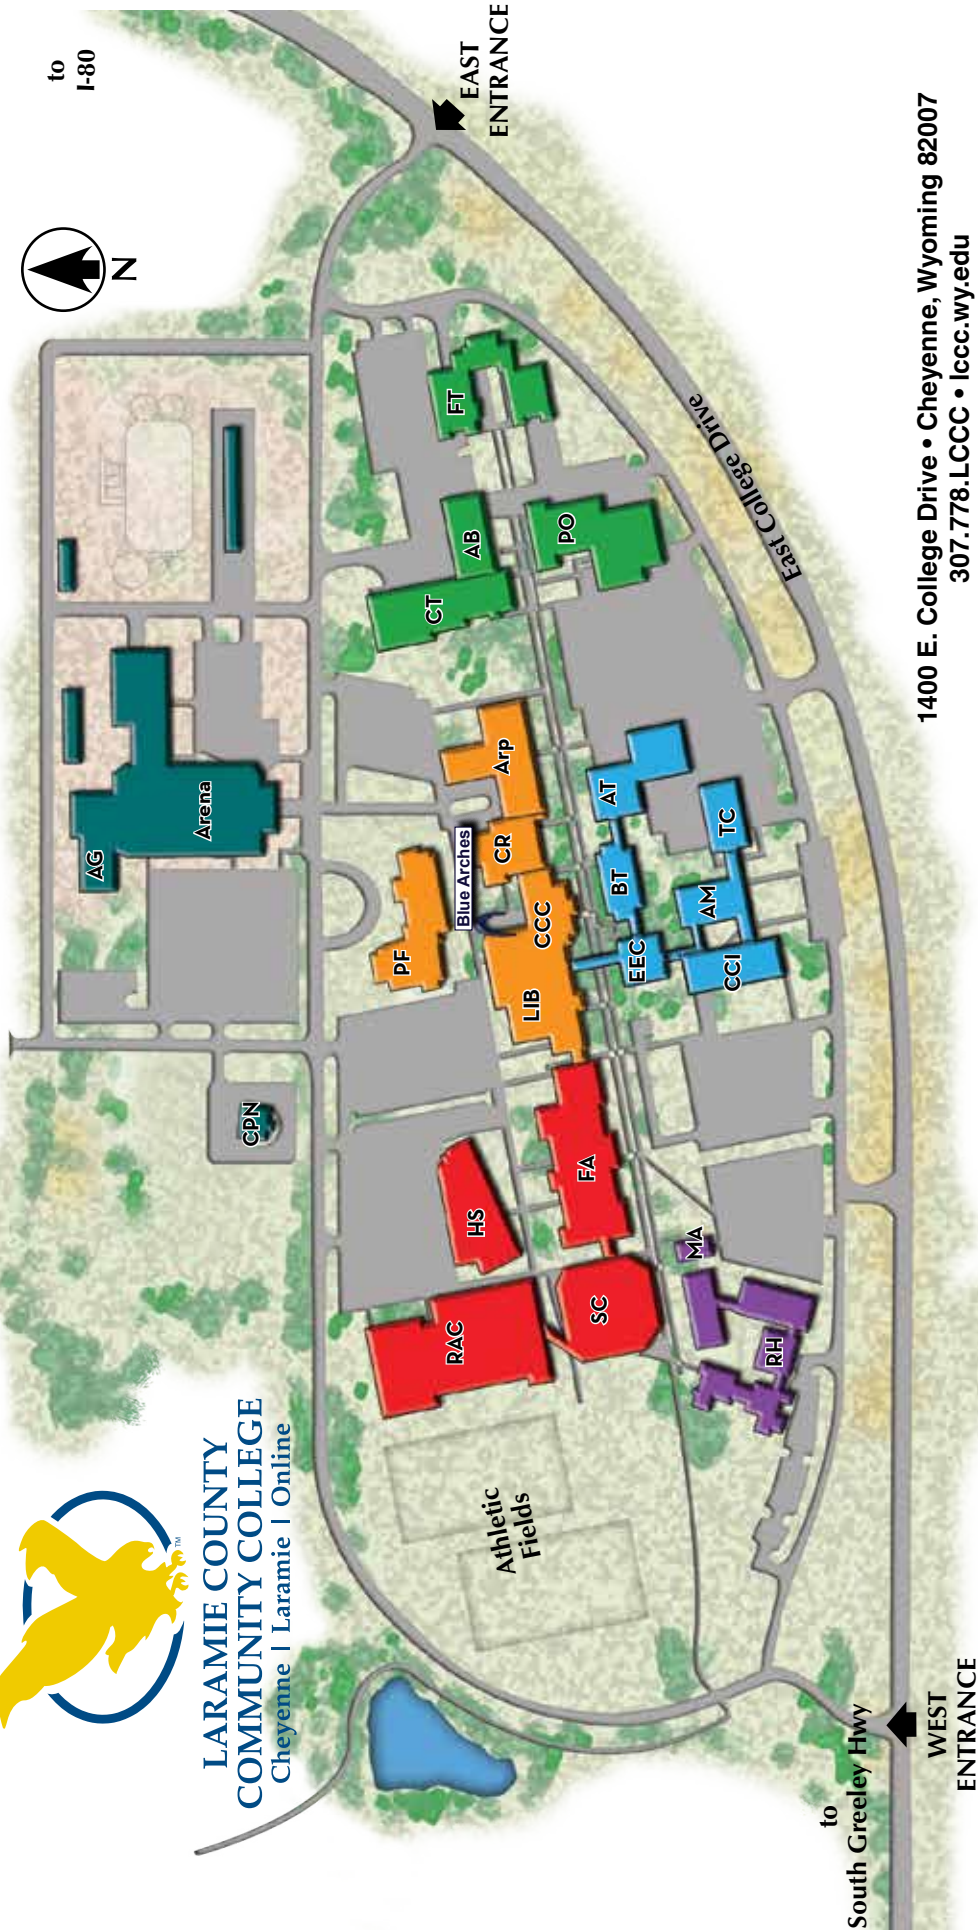 LARAMIE COUNTY
COMMUNITY COLLEGE
Cheyenne | Laramie | Online
TM
to
I-80
N
EAST
ENTRANCE
AG
Arena
CPN
PF
Blue Arches
HS
RAC
FA
SC
LIB
CCC
CR
Arp
CT
AB
FT
PO
AT
BT
EEC
TC
AM
CCI
MA
RH
Athletic
Fields
East College Drive
to
South Greeley Hwy
WEST
ENTRANCE
1400 E. College Drive • Cheyenne, Wyoming 82007
307.778.LCCC • lccc.wy.edu